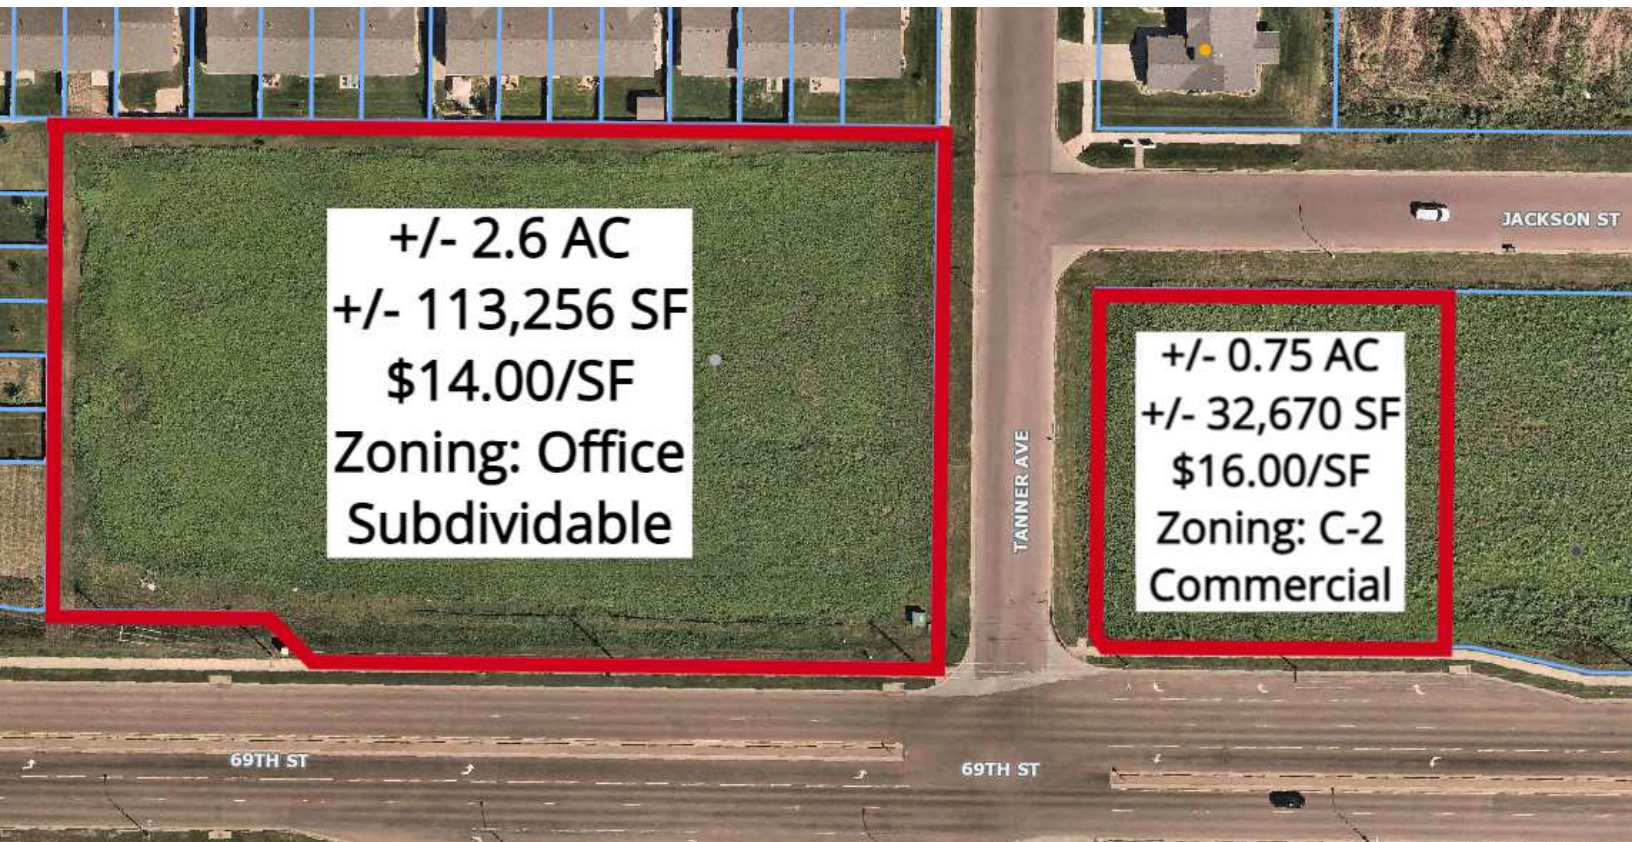 +/- 2.6 AC
+/- 113,256 SF
$14.00/SF
Zoning: Office
Subdividable
JACKSON ST
+/- 0.75 AC
+/- 32,670 SF
$16.00/SF
Zoning: C-2
Commercial
TANNER AVE
69TH ST
69TH ST